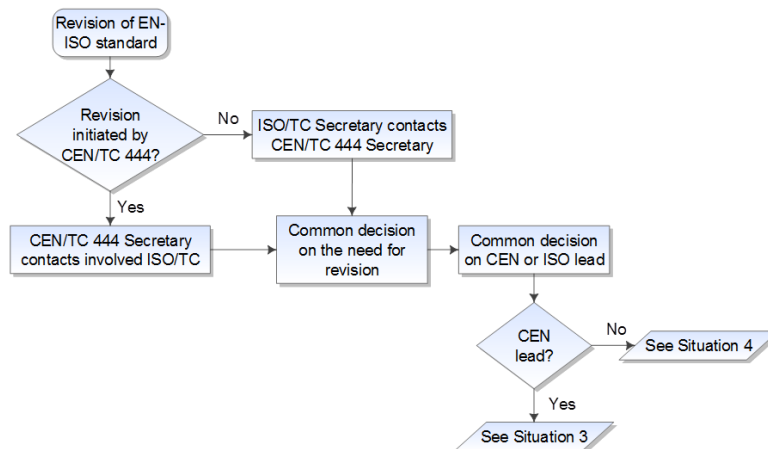 Revision of EN-
ISO standard
Revision
initiated by
CEN/TC 444?
No
ISO/TC Secretary contacts
CEN/TC 444 Secretary
Yes
CEN/TC 444 Secretary
contacts involved ISO/TC
Common decision
on the need for
revision
Common decision
on CEN or ISO lead
CEN
lead?
No
See Situation 4
Yes
See Situation 3